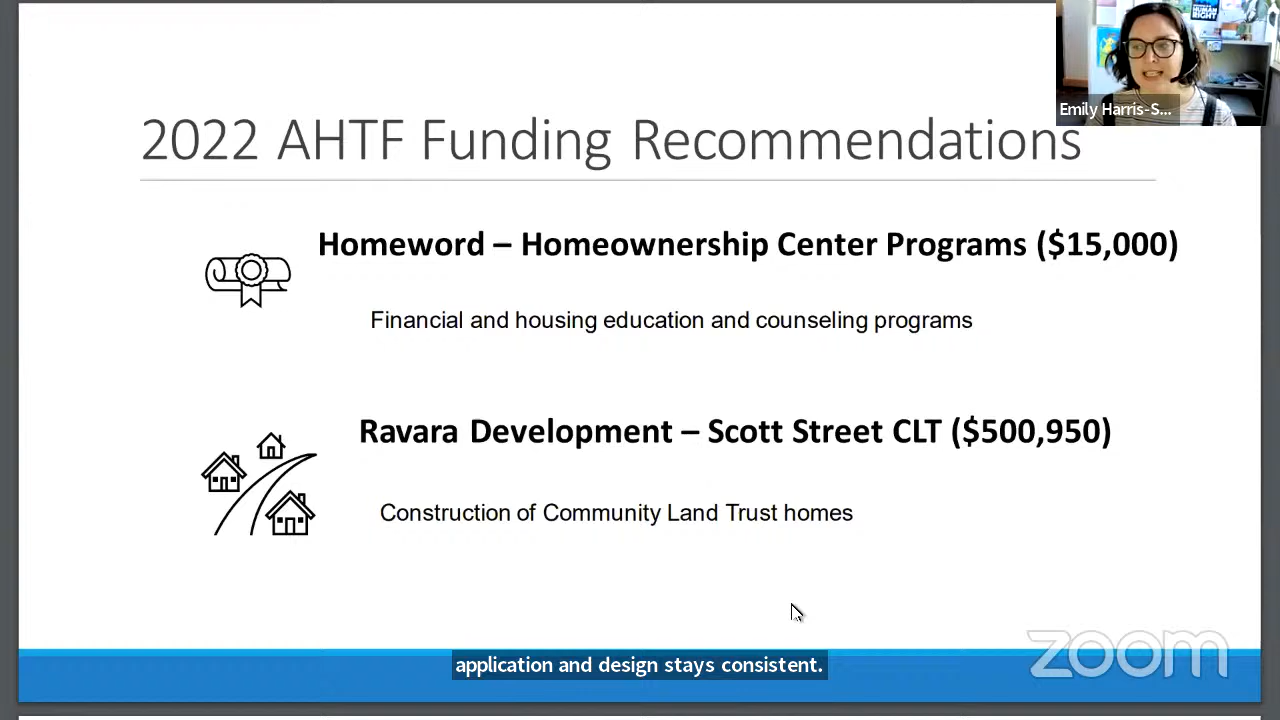 HUMAN
RIGHT
Emily Harris-S...
2022 AHTF Funding Recommendations
Homeword – Homeownership Center Programs ($15,000)
Financial and housing education and counseling programs
Ravara Development – Scott Street CLT ($500,950)
Construction of Community Land Trust homes
zoom
application and design stays consistent.